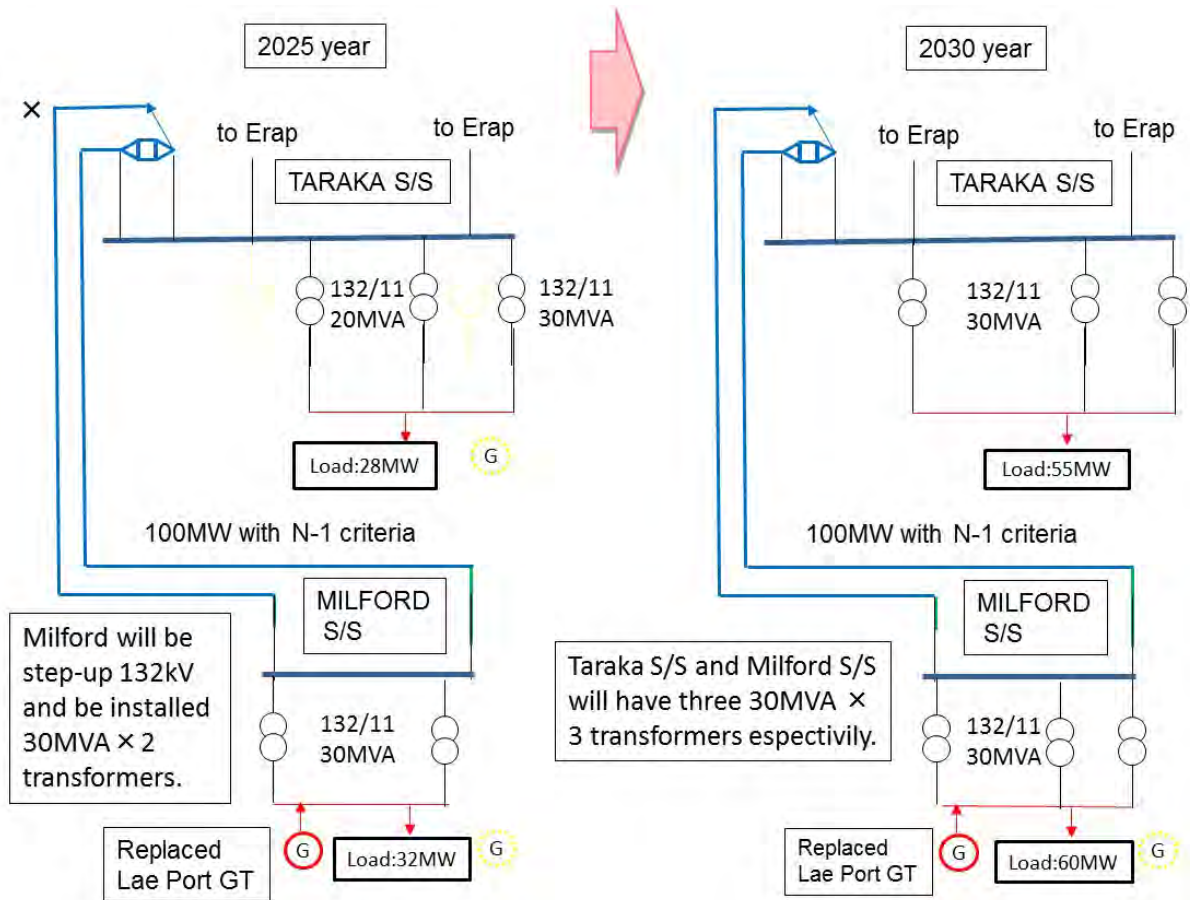 2025 year
×
to Erap
to Erap
TARAKA S/S
132/11
20MVA
132/11
30MVA
Load:28MW
G
100MW with N-1 criteria
MILFORD
S/S
Milford will be
step-up 132kV
and be installed
30MVA × 2
transformers.
132/11
30MVA
Replaced
Lae Port GT
G
Load:32MW
G
2030 year
to Erap
to Erap
TARAKA S/S
132/11
30MVA
Load:55MW
100MW with N-1 criteria
MILFORD
S/S
Taraka S/S and Milford S/S
will have three 30MVA ×
3 transformers espectivily.
132/11
30MVA
Replaced
Lae Port GT
G
Load:60MW
G